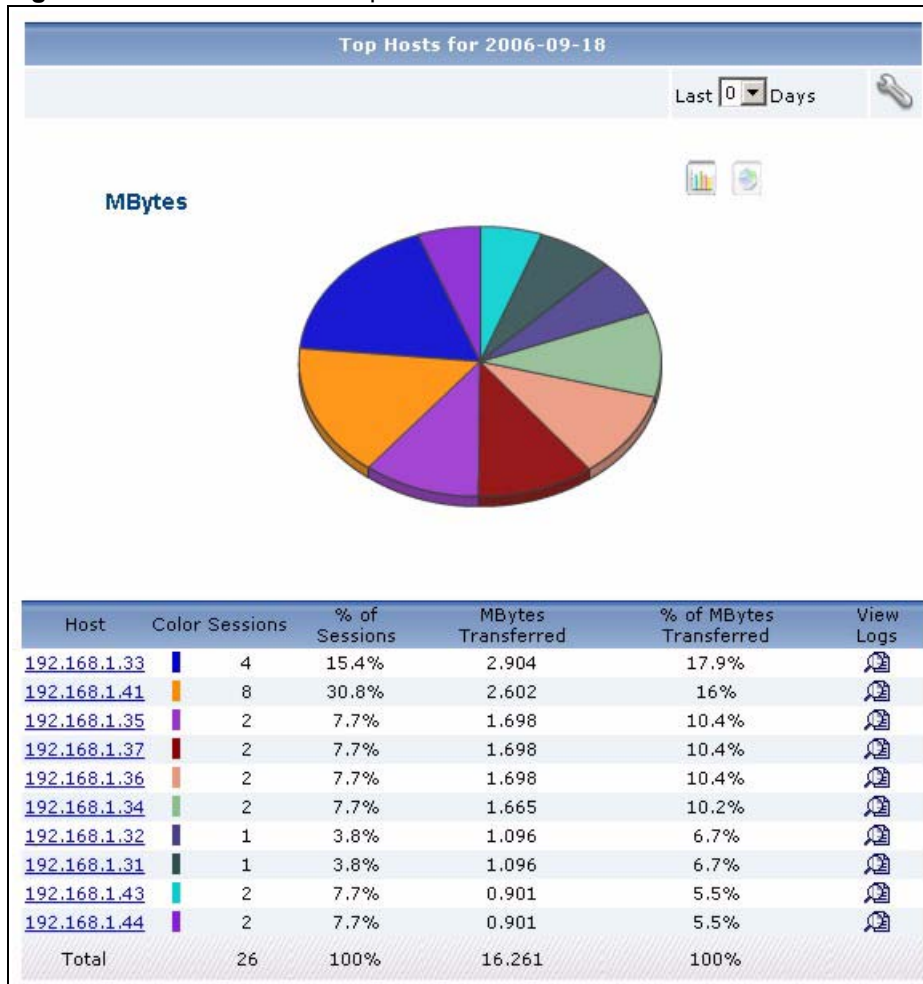 Top Hosts for 2006-09-18
Last 0 Days
MBytes
Host Color Sessions % of Sessions MBytes Transferred % of MBytes Transferred View Logs
192.168.1.33 4 15.4% 2.904 17.9%
192.168.1.41 8 30.8% 2.602 16%
192.168.1.35 2 7.7% 1.698 10.4%
192.168.1.37 2 7.7% 1.698 10.4%
192.168.1.36 2 7.7% 1.698 10.4%
192.168.1.34 2 7.7% 1.665 10.2%
192.168.1.32 1 3.8% 1.096 6.7%
192.168.1.31 1 3.8% 1.096 6.7%
192.168.1.43 2 7.7% 0.901 5.5%
192.168.1.44 2 7.7% 0.901 5.5%
Total 26 100% 16.261 100%